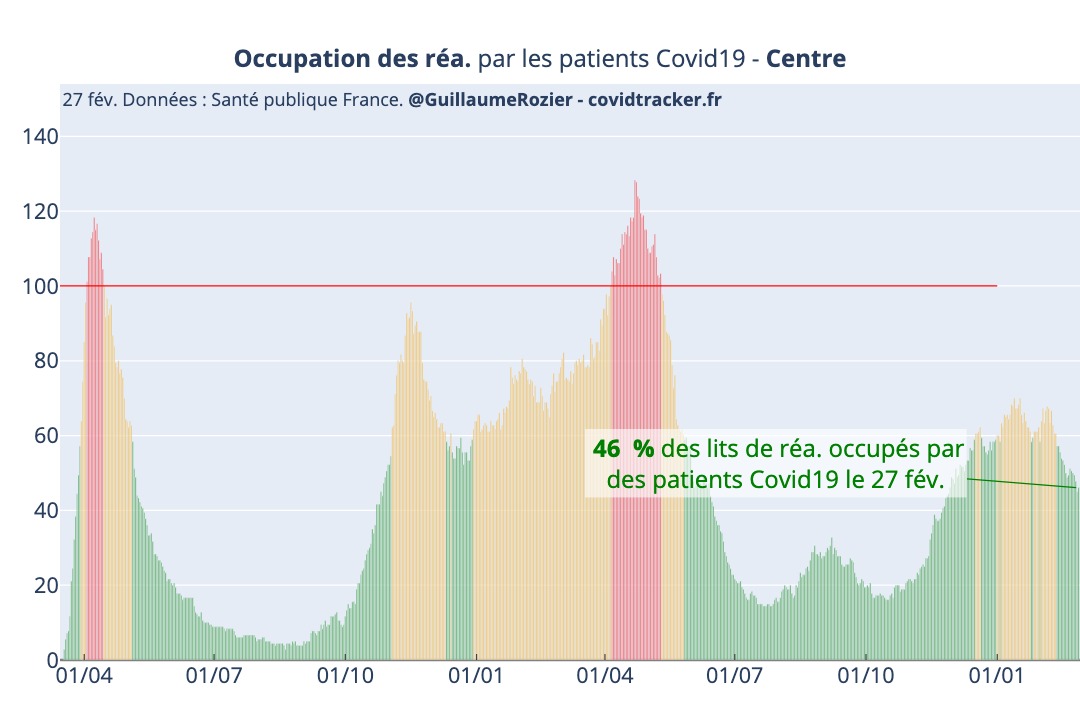 Occupation des réa. par les patients Covid19 - Centre
27 fév. Données : Santé publique France. @GuillaumeRozier - covidtracker.fr
140
120
100
80
60
40
20
0
46 % des lits de réa. occupés par
des patients Covid19 le 27 fév.
01/04 01/07 01/10 01/01 01/04 01/07 01/10 01/01